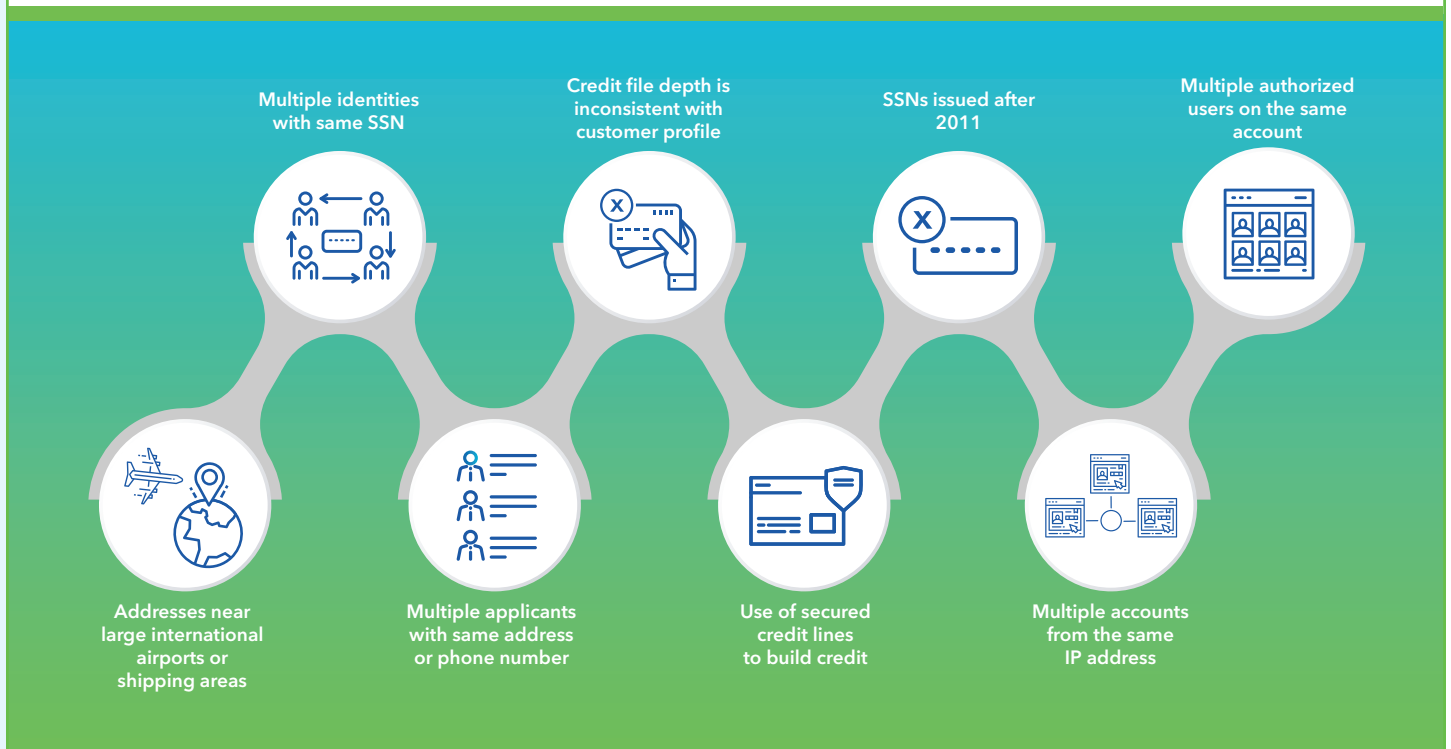 Multiple identities
with same SSN
Credit file depth is
inconsistent with
customer profile
SSNs issued after
2011
Multiple authorized
users on the same
account
X
X
Addresses near
large international
airports or
shipping areas
Multiple applicants
with same address
or phone number
Use of secured
credit lines
to build credit
Multiple accounts
from the same
IP address